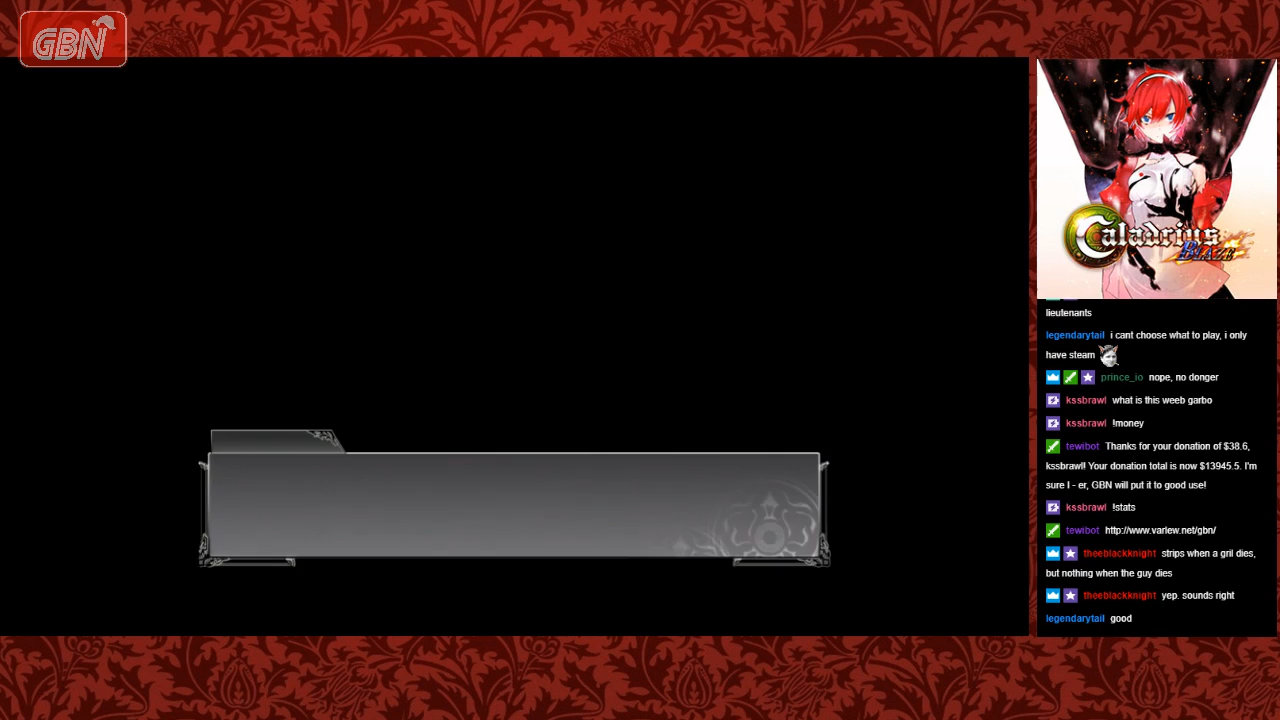 GBN
Caladrius
BLAZE
lieutenants
legendarytail i cant choose what to play, i only
have steam
prince_io nope, no donger
kssbrawl what is this weeb garbo
kssbrawl !money
tewibot Thanks for your donation of $38.6,
kssbrawl! Your donation total is now $13945.5. I'm
sure I - er, GBN will put it to good use!
kssbrawl !stats
tewibot http://www.varlew.net/gbn/
theeblackknight strips when a gril dies,
but nothing when the guy dies
theeblackknight yep. sounds right
legendarytail good